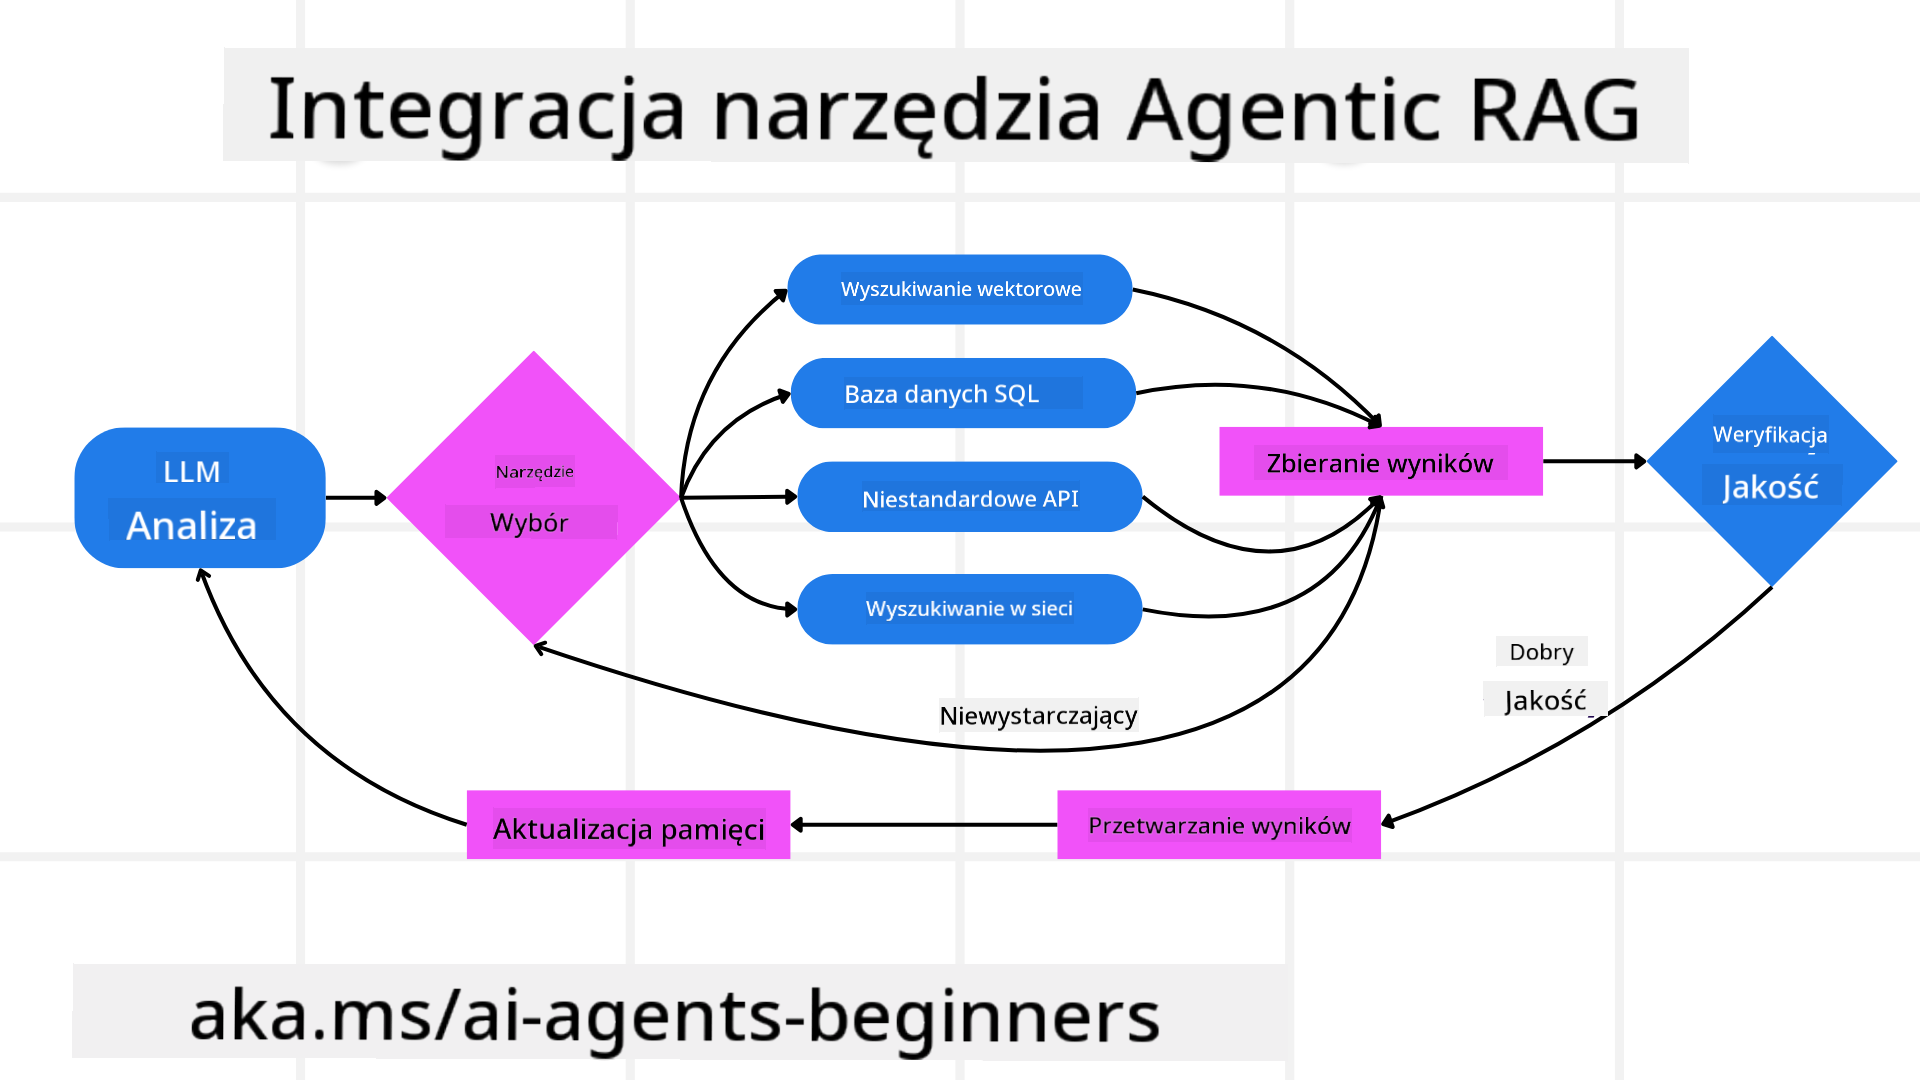 Integracja narzędzia Agentic RAG
LLM
Analiza
Narzędzie
Wybór
Wyszukiwanie wektorowe
Baza danych SQL
Niestandardowe API
Wyszukiwanie w sieci
Zbieranie wyników
Weryfikacja
Jakość
Dobry
Jakość
Niewystarczający
Przetwarzanie wyników
Aktualizacja pamięci
aka.ms/ai-agents-beginners